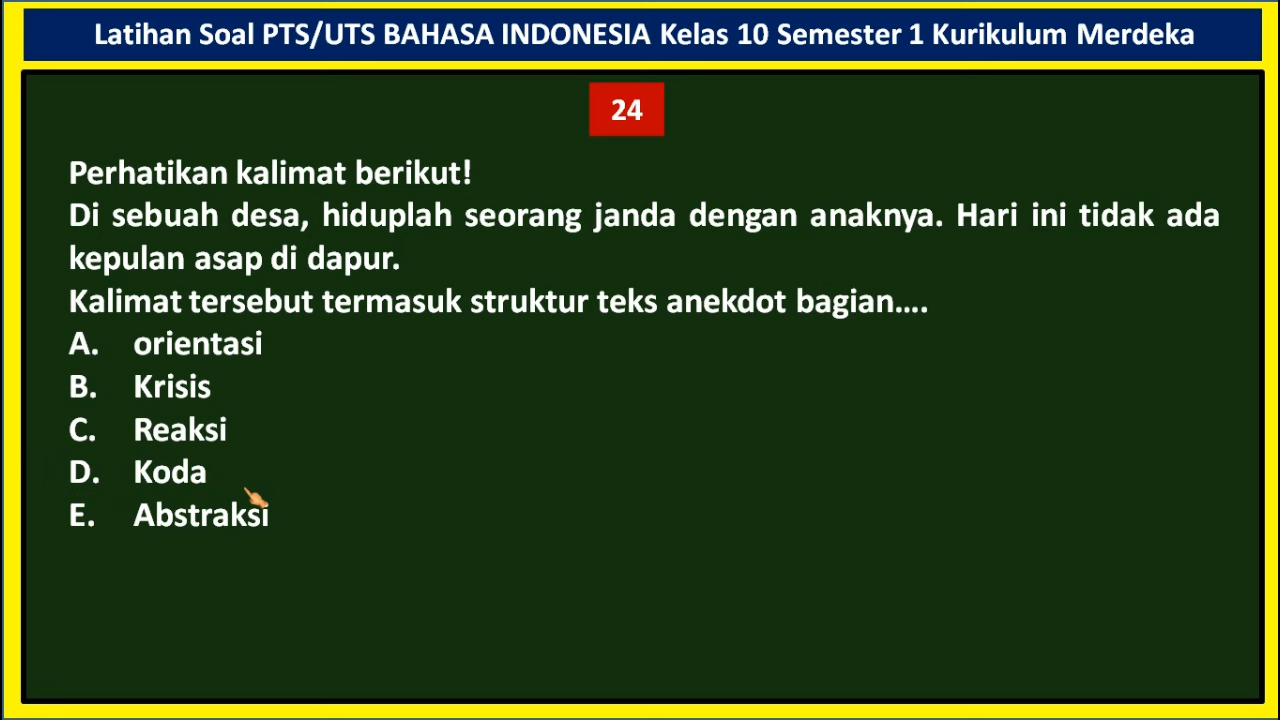 Latihan Soal PTS/UTS BAHASA INDONESIA Kelas 10 Semester 1 Kurikulum Merdeka
24
Perhatikan kalimat berikut!
Di sebuah desa, hiduplah seorang janda dengan anaknya. Hari ini tidak ada
kepulan asap di dapur.
Kalimat tersebut termasuk struktur teks anekdot bagian....
A. orientasi
B. Krisis
C. Reaksi
D. Koda
E. Abstraksi